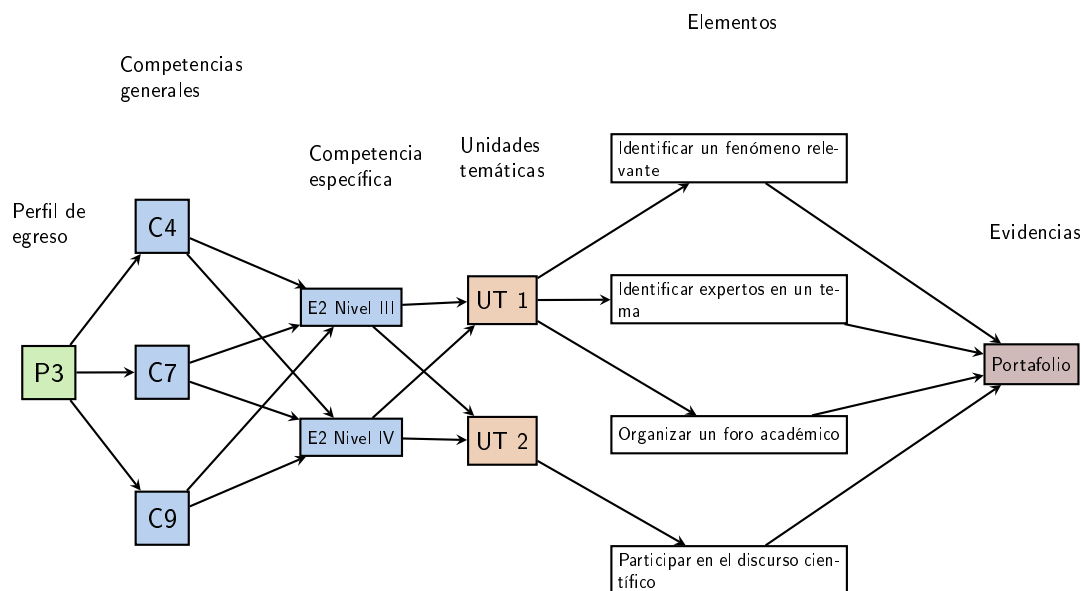 Elementos
Competencias
generales
Competencia
específica
Unidades
temáticas
Perfil de
egreso
Evidencias
Identificar un fenómeno rele-
vante
C4
Identificar expertos en un te-
ma
E2 Nivel III
UT 1
P3
C7
Portafolio
E2 Nivel IV
UT 2
Organizar un foro académico
C9
Participar en el discurso cien-
tífico